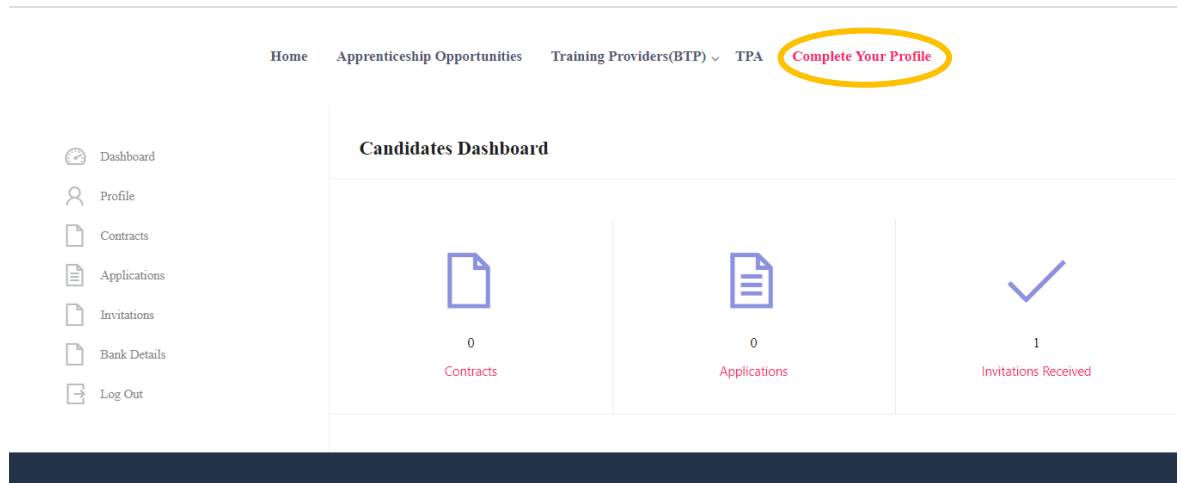 Home Apprenticeship Opportunities Training Providers(BTP) TPA Complete Your Profile
Candidates Dashboard
Dashboard
Profile
Contracts
Applications
Invitations
Bank Details
Log Out
0
Contracts
0
Applications
1
Invitations Received